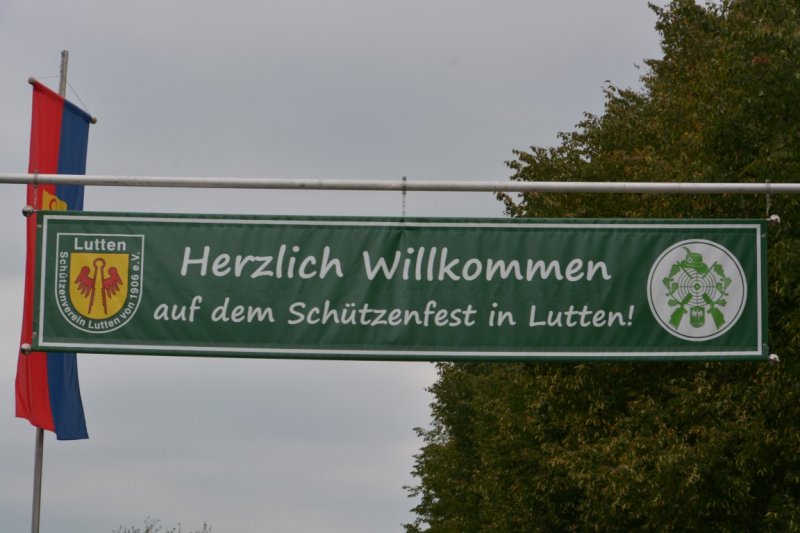 Lutten
Schützenverein Lutten von 1906 e.V.
Herzlich Willkommen
auf dem Schützenfest in Lutten!